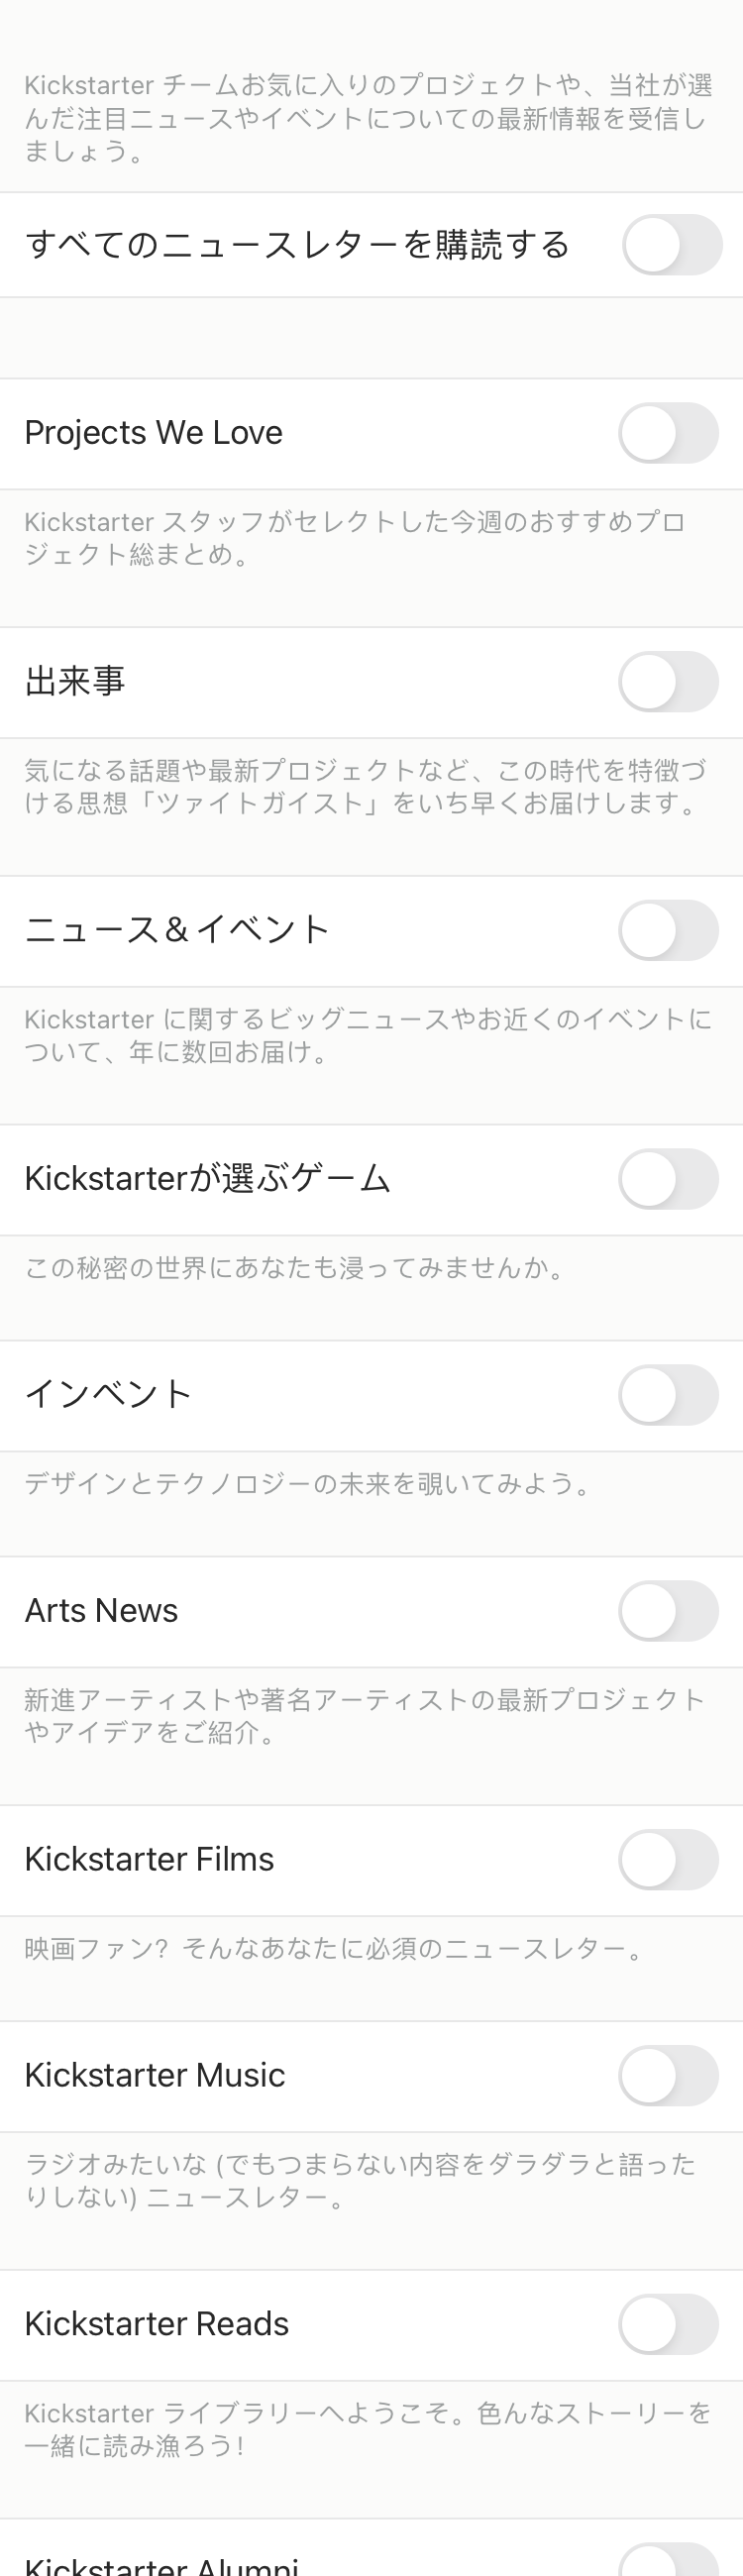 Kickstarter チームお気に入りのプロジェクトや、当社が選
んだ注目ニュースやイベントについての最新情報を受信し
ましょう。
すべてのニュースレターを購読する
Projects We Love
Kickstarter スタッフがセレクトした今週のおすすめプロ
ジェクト総まとめ。
出来事
気になる話題や最新プロジェクトなど、この時代を特徴づ
ける思想「ツァイトガイスト」をいち早くお届けします。
ニュース＆イベント
Kickstarter に関するビッグニュースやお近くのイベントに
ついて、年に数回お届け。
Kickstarterが選ぶゲーム
この秘密の世界にあなたも浸ってみませんか。
インベント
デザインとテクノロジーの未来を覗いてみよう。
Arts News
新進アーティストや著名アーティストの最新プロジェクト
やアイデアをご紹介。
Kickstarter Films
映画ファン？そんなあなたに必須のニュースレター。
Kickstarter Music
ラジオみたいな (でもつまらない内容をダラダラと語った
りしない) ニュースレター。
Kickstarter Reads
Kickstarter ライブラリーへようこそ。色んなストーリーを
一緒に読み漁ろう！
Kickstarter Alumni